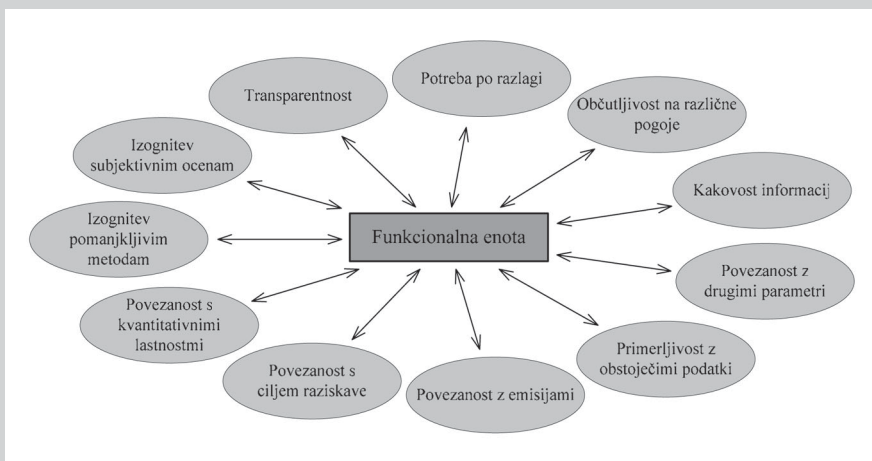 Potreba po razlagi
Transparentnost
Občutljivost na različne
pogoje
Izognitev
subjektivnim ocenam
Kakovost informacij
Izognitev
pomanjkljivim
metodam
Funkcionalna enota
Povezanost z
drugimi parametri
Povezanost s
kvantitativnimi
lastnostmi
Primerljivost z
obstoječimi podatki
Povezanost s
ciljem raziskave
Povezanost z emisijami